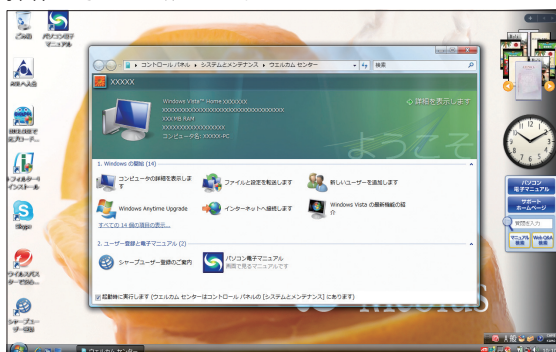 ごみ箱
パソコン電子
マニュアル
Skype
コントロール パネル ▸ システムとメンテナンス ▸ ウェルカム センター
検索
XXXXX
Windows Vista™ Home XXXXXXX
XXXMB RAM
コンピュータ名: XXXXX-PC
詳細を表示します
ようこそ
1. Windows の開始 (14)
コンピュータの詳細を表示しま
す
ファイルと設定を転送します
新しいユーザーを追加します
Windows Anytime Upgrade
インターネットへ接続します
Windows Vista の最新機能の紹
介
すべての 14 個の項目の表示...
2. ユーザー登録と電子マニュアル (2)
シャープユーザー登録のご案内
パソコン電子マニュアル
画面で見るマニュアルです
起動時に実行します (ウェルカム センターはコントロール パネルの [システムとメンテナンス] にあります)
パソコン
電子マニュアル
サポート
ホームページ
質問を入力
マニュアル
検索
Web Q&A
検索
ウェルカム センター